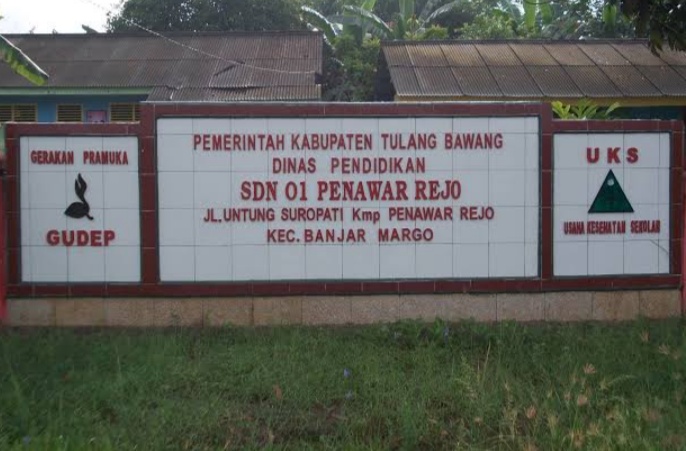 GERAKAN PRAMUKA
GUDEP
PEMERINTAH KABUPATEN TULANG BAWANG
DINAS PENDIDIKAN
SDN 01 PENAWAR REJO
JL.UNTUNG SUROPATI Kmp PENAWAR REJO
KEC. BANJAR MARGO
UKS
USAHA KESEHATAN SEKOLAH